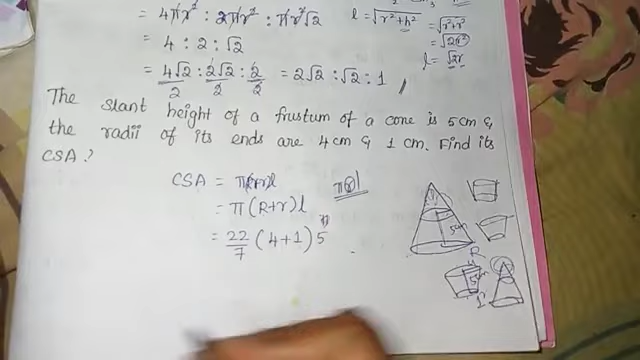 = 4πr² : 2πr² : πr²√2
l = √r²+h²
= √r²+r²
= 4 : 2 : √2
= √2r²
l = √2r
= 4√2/2 : 2√2/2 : 2/2 = 2√2 : √2 : 1
The slant height of a frustum of a cone is 5cm &
the radii of its ends are 4cm & 1 cm. Find its
CSA?
CSA =
= π(R+r)l
= 22/7 (4+1) 5
5cm
R